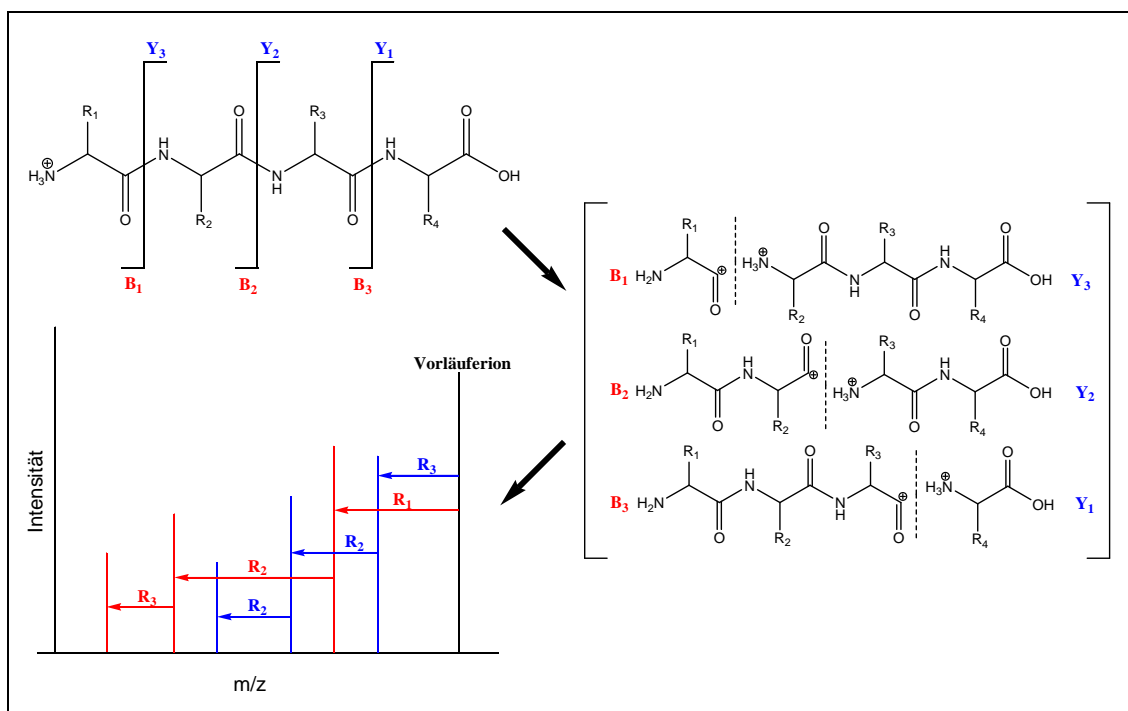 Y3 Y2 Y1
R1 O R3 H O
H3N⊕ H N N OH
O N H O
R2 R4
B1 B2 B3
B1 H2N R1 ⊕ O H3N⊕ R2 O N H R3 O H N R4 O OH Y3
B2 H2N R1 O H N R2 O ⊕ H3N⊕ R3 O H N R4 O OH Y2
B3 H2N R1 O H N R2 O N H R3 ⊕ O H3N⊕ R4 O OH Y1
Vorläuferion
R3
R1
R2
R2
R3
R2
Intensität
m/z